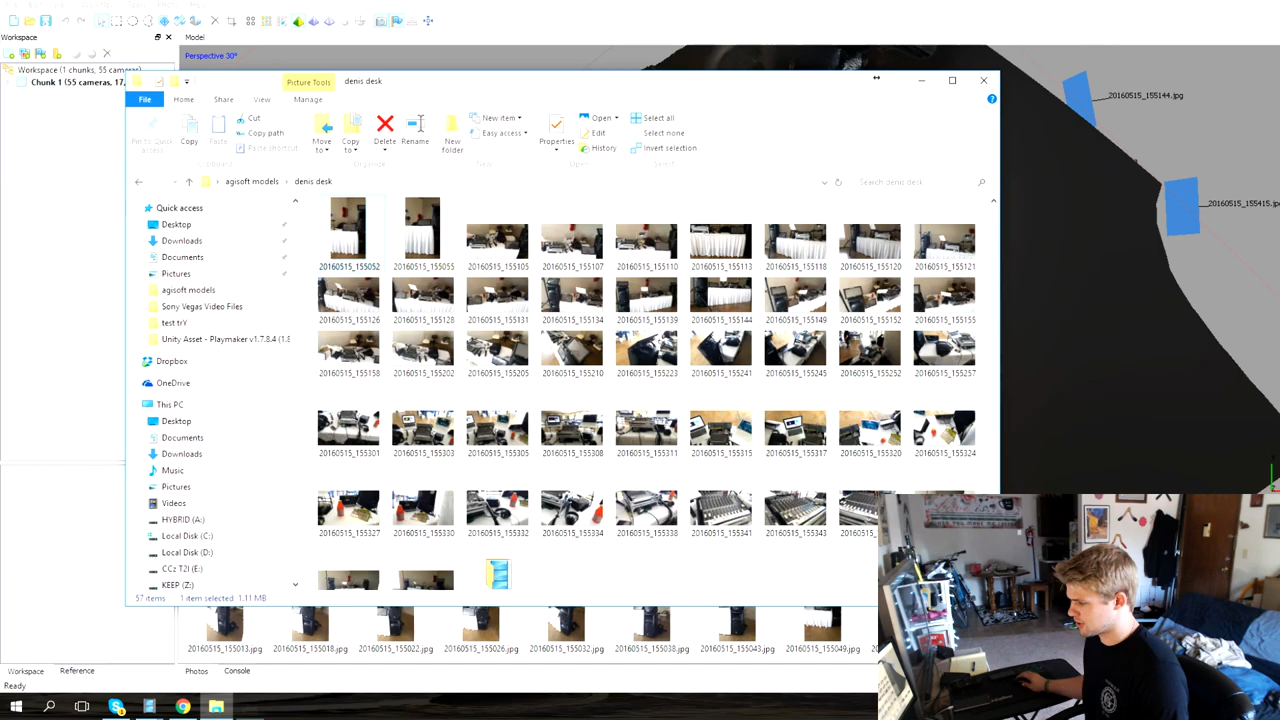 Workspace
Model
Workspace (1 chunks, 55 cameras)
Chunk 1 (55 cameras, 17,
Perspective 30°
20160515_155144.jpg
20160515_155415.jp
Picture Tools
denis desk
File
Home
Share
View
Manage
Pin to Quick access
Copy
Paste
Cut
Copy path
Paste shortcut
Move to
Copy to
Delete
Rename
New folder
New item
Easy access
Properties
Open
Edit
History
Select all
Select none
Invert selection
Clipboard
Organize
New
Open
Select
agisoft models
denis desk
Search denis desk
Quick access
Desktop
Downloads
Documents
Pictures
agisoft models
Sony Vegas Video Files
test trY
Unity Asset - Playmaker v1.7.8.4 (1.8
Dropbox
OneDrive
This PC
Desktop
Documents
Downloads
Music
Pictures
Videos
HYBRID (A:)
Local Disk (C:)
Local Disk (D:)
CCz T2I (E:)
KEEP (Z:)
20160515_155052 20160515_155055 20160515_155105 20160515_155107 20160515_155110 20160515_155113 20160515_155118 20160515_155120 20160515_155121
20160515_155126 20160515_155128 20160515_155131 20160515_155134 20160515_155139 20160515_155144 20160515_155149 20160515_155152 20160515_155155
20160515_155158 20160515_155202 20160515_155205 20160515_155210 20160515_155223 20160515_155241 20160515_155245 20160515_155252 20160515_155257
20160515_155301 20160515_155303 20160515_155305 20160515_155308 20160515_155311 20160515_155315 20160515_155317 20160515_155320 20160515_155324
20160515_155327 20160515_155330 20160515_155332 20160515_155334 20160515_155338 20160515_155341 20160515_155343
57 items 1 item selected 1.11 MB
20160515_155013.jpg 20160515_155018.jpg 20160515_155022.jpg 20160515_155026.jpg 20160515_155032.jpg 20160515_155038.jpg 20160515_155043.jpg 20160515_155049.jpg
Workspace
Reference
Photos
Console
Ready